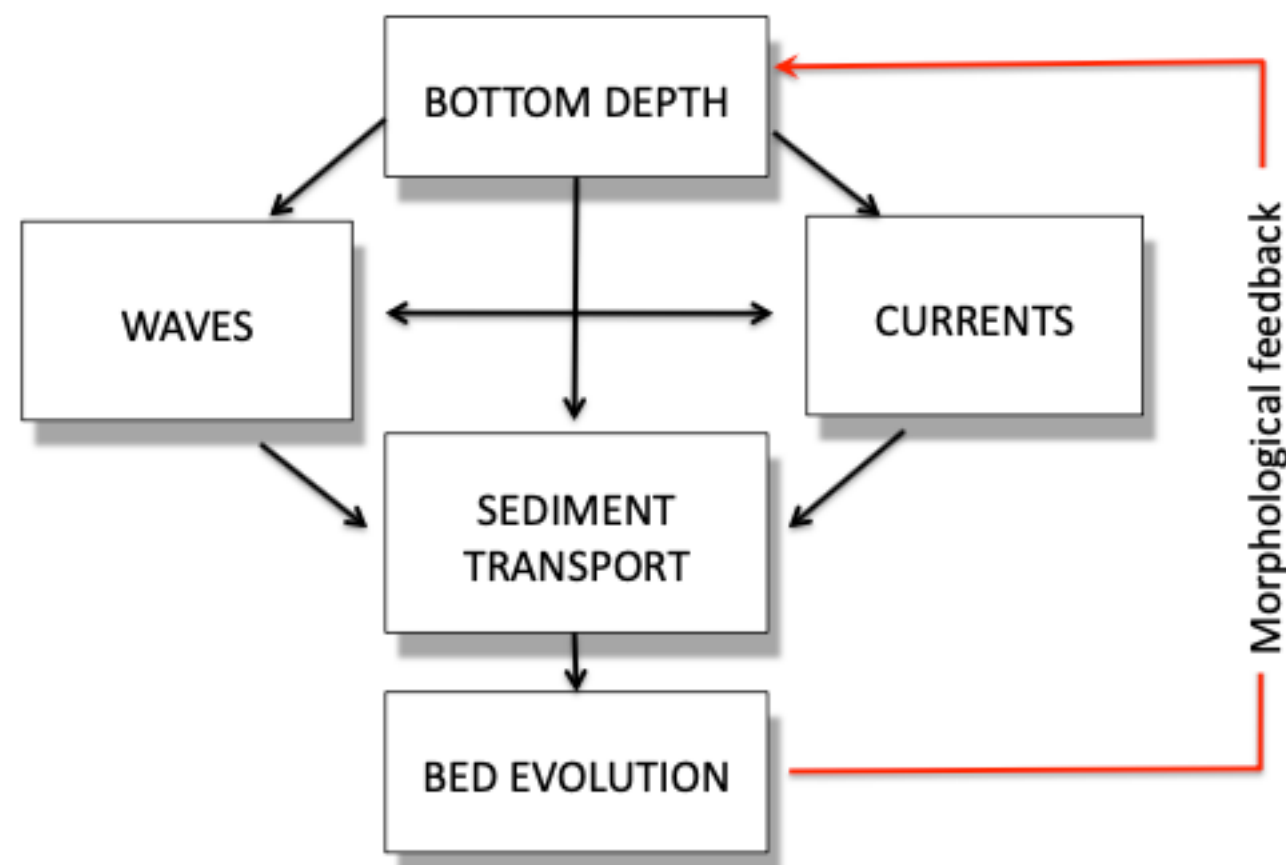 BOTTOM DEPTH
WAVES
CURRENTS
SEDIMENT
TRANSPORT
BED EVOLUTION
Morphological feedback